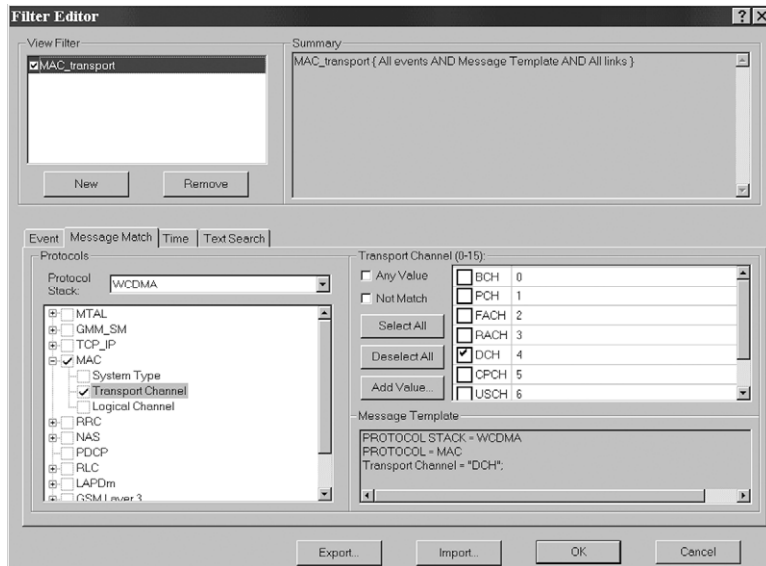 Filter Editor
View Filter
MAC_transport
New
Remove
Summary
MAC_transport { All events AND Message Template AND All links }
Event
Message Match
Time
Text Search
Protocols
Protocol
Stack:
WCDMA
MTAL
GMM_SM
TCP_IP
MAC
System Type
Transport Channel
Logical Channel
RRC
NAS
PDCP
RLC
LAPDm
GSM Layer 3
Transport Channel (0-15):
Any Value
Not Match
Select All
Deselect All
Add Value...
BCH 0
PCH 1
FACH 2
RACH 3
DCH 4
CPCH 5
USCH 6
Message Template
PROTOCOL STACK = WCDMA
PROTOCOL = MAC
Transport Channel = "DCH";
Export...
Import...
OK
Cancel